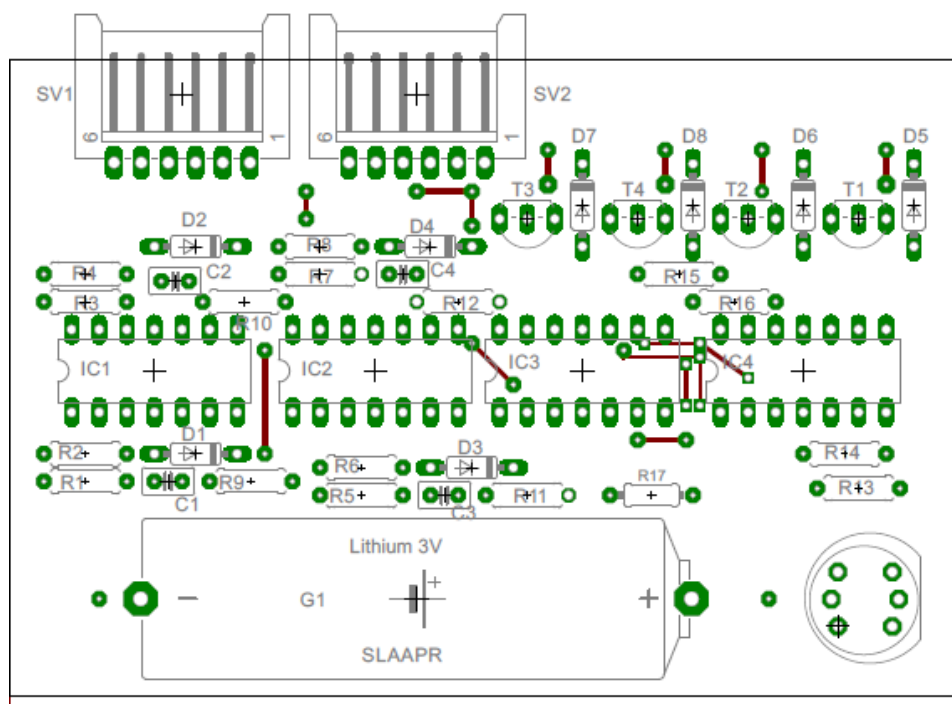 SV1
6
1
6
1
SV2
D7
D8
D6
D5
T3
T4
T2
T1
D2
D4
R8
R4
C2
R7
C4
R15
R3
R10
R12
R16
IC1
IC2
IC3
IC4
D1
D3
R2
R6
R14
R1
C1
R9
R5
C3
R11
R17
R13
Lithium 3V
+
−
G1
+
SLAAPR